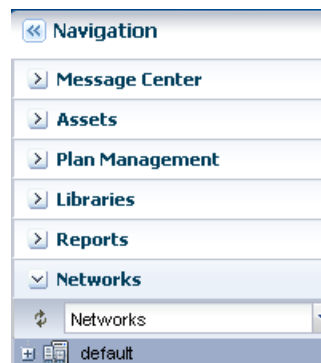 Navigation
Message Center
Assets
Plan Management
Libraries
Reports
Networks
Networks
default